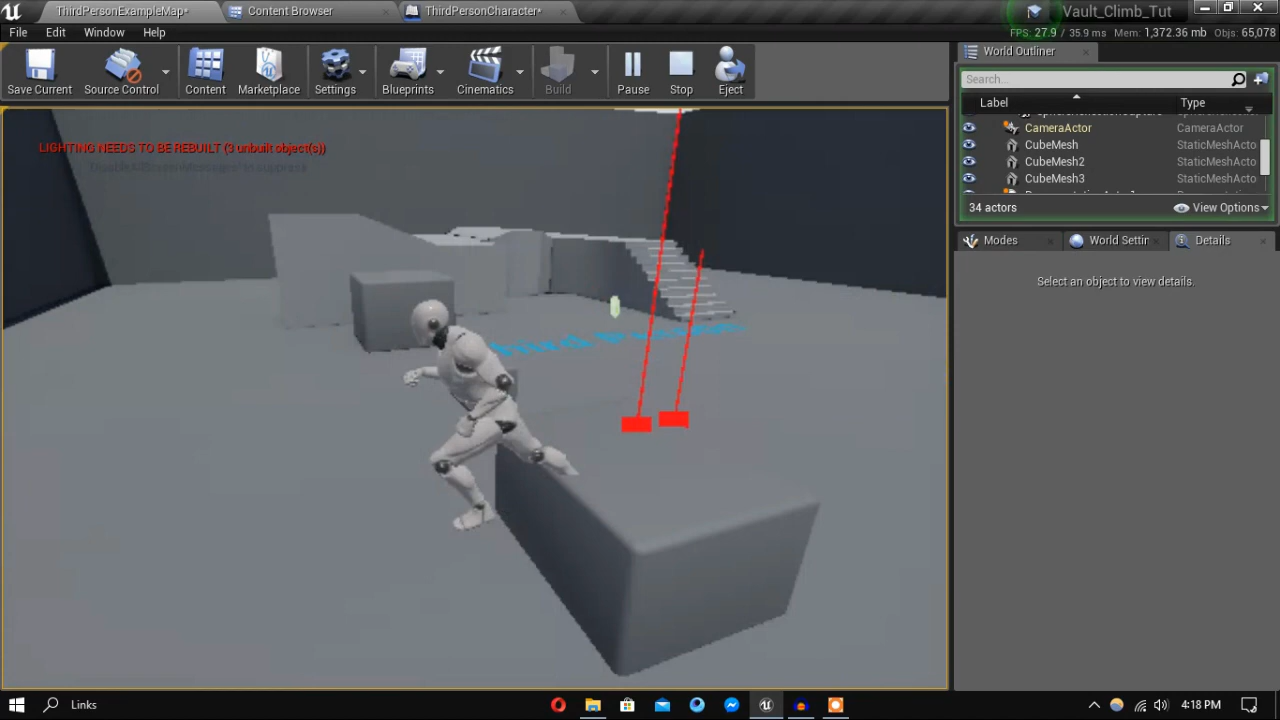 ThirdPersonExampleMap*
Content Browser
ThirdPersonCharacter*
Vault_Climb_Tut
File
Edit
Window
Help
FPS: 27.9 / 35.9 ms Mem: 1,372.36 mb Objs: 65,078
World Outliner
Save Current
Source Control
Content
Marketplace
Settings
Blueprints
Cinematics
Build
Pause
Stop
Eject
Search...
Label
Type
CameraActor
CameraActor
CubeMesh
StaticMeshActo
CubeMesh2
StaticMeshActo
CubeMesh3
StaticMeshActo
34 actors
View Options
Modes
World Settin
Details
Select an object to view details.
LIGHTING NEEDS TO BE REBUILT (3 unbuilt object(s))
Links
4:18 PM